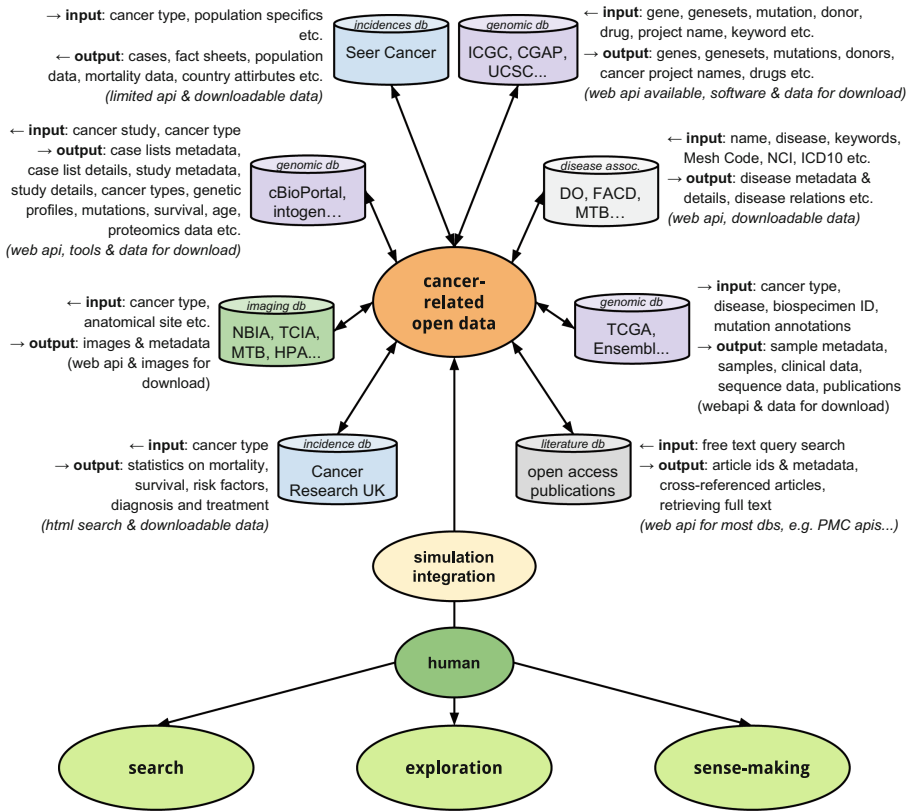 → input: cancer type, population specifics
etc.
← output: cases, fact sheets, population
data, mortality data, country attirbutes etc.
(limited api & downloadable data)
incidences db
Seer Cancer
genomic db
ICGC, CGAP,
UCSC...
← input: gene, genesets, mutation, donor,
drug, project name, keyword etc.
→ output: genes, genesets, mutations, donors,
cancer project names, drugs etc.
(web api available, software & data for download)
← input: cancer study, cancer type
→ output: case lists metadata,
case list details, study metadata,
study details, cancer types, genetic
profiles, mutations, survival, age,
proteomics data etc.
(web api, tools & data for download)
genomic db
cBioPortal,
intogen…
disease assoc.
DO, FACD,
MTB…
← input: name, disease, keywords,
Mesh Code, NCI, ICD10 etc.
→ output: disease metadata &
details, disease relations etc.
(web api, downloadable data)
cancer-
related
open data
← input: cancer type,
anatomical site etc.
→ output: images & metadata
(web api & images for
download)
imaging db
NBIA, TCIA,
MTB, HPA...
genomic db
TCGA,
Ensembl...
→ input: cancer type,
disease, biospecimen ID,
mutation annotations
→ output: sample metadata,
samples, clinical data,
sequence data, publications
(webapi & data for download)
← input: cancer type
→ output: statistics on mortality,
survival, risk factors,
diagnosis and treatment
(html search & downloadable data)
incidence db
Cancer
Research UK
literature db
open access
publications
← input: free text query search
→ output: article ids & metadata,
cross-referenced articles,
retrieving full text
(web api for most dbs, e.g. PMC apis...)
simulation
integration
human
search
exploration
sense-making